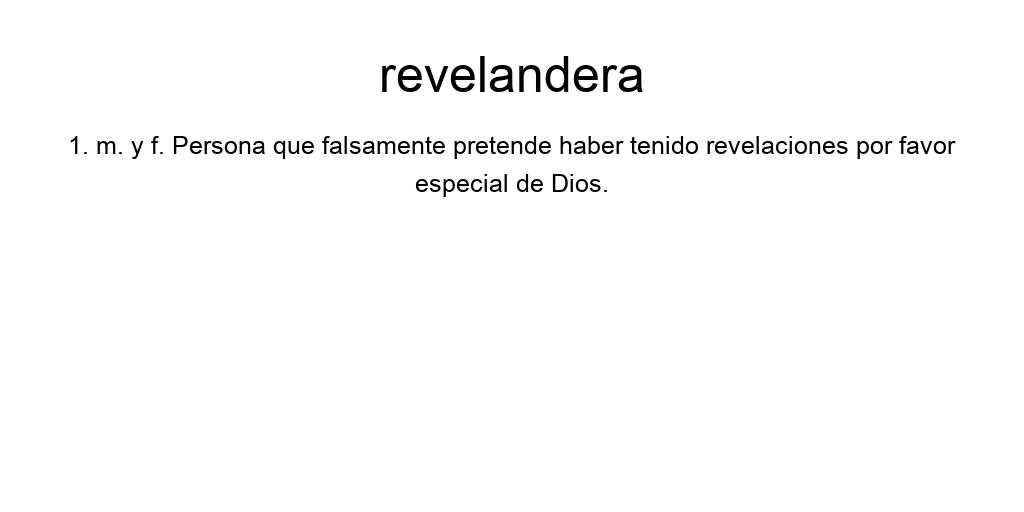 revelandera
1. m. y f. Persona que falsamente pretende haber tenido revelaciones por favor
especial de Dios.